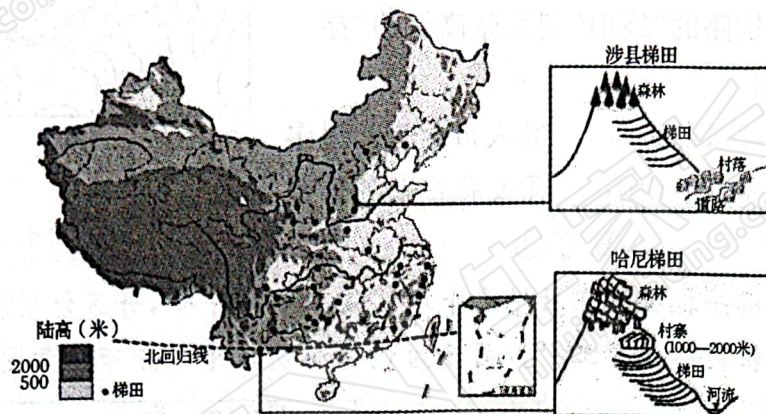 涉县梯田
森林
梯田
村落
道路
哈尼梯田
森林
村寨
(1000—2000米)
梯田
河流
陆高（米）
2000
500
•梯田
北回归线